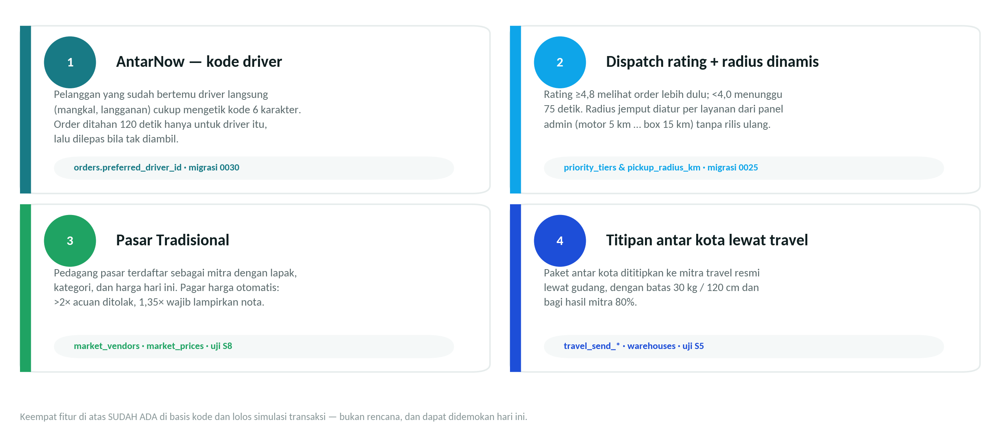 1
AntarNow — kode driver
Pelanggan yang sudah bertemu driver langsung
(mangkal, langganan) cukup mengetik kode 6 karakter.
Order ditahan 120 detik hanya untuk driver itu,
lalu dilepas bila tak diambil.
orders.preferred_driver_id · migrasi 0030
2
Dispatch rating + radius dinamis
Rating ≥4,8 melihat order lebih dulu; <4,0 menunggu
75 detik. Radius jemput diatur per layanan dari panel
admin (motor 5 km … box 15 km) tanpa rilis ulang.
priority_tiers & pickup_radius_km · migrasi 0025
3
Pasar Tradisional
Pedagang pasar terdaftar sebagai mitra dengan lapak,
kategori, dan harga hari ini. Pagar harga otomatis:
>2× acuan ditolak, 1,35× wajib lampirkan nota.
market_vendors · market_prices · uji S8
4
Titipan antar kota lewat travel
Paket antar kota dititipkan ke mitra travel resmi
lewat gudang, dengan batas 30 kg / 120 cm dan
bagi hasil mitra 80%.
travel_send_* · warehouses · uji S5
Keempat fitur di atas SUDAH ADA di basis kode dan lolos simulasi transaksi — bukan rencana, dan dapat didemokan hari ini.